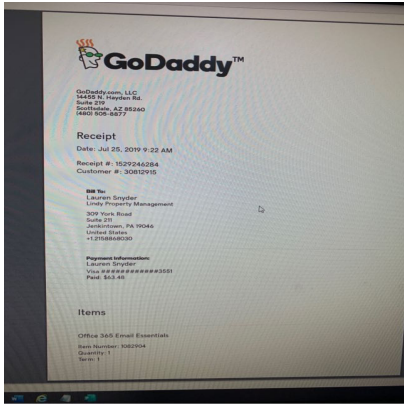 GoDaddy™
GoDaddy.com, LLC
14455 N. Hayden Rd.
Suite 219
Scottsdale, AZ 85260
(480) 505-8877
Receipt
Date: Jul 25, 2019 9:22 AM
Receipt #: 1529246284
Customer #: 30812915
Bill To:
Lauren Snyder
Lindy Property Management
309 York Road
Suite 211
Jenkintown, PA 19046
United States
+1.2158868030
Payment Information:
Lauren Snyder
Visa ############3551
Paid: $63.48
Items
Office 365 Email Essentials
Item Number: 1082904
Quantity: 1
Term: 1